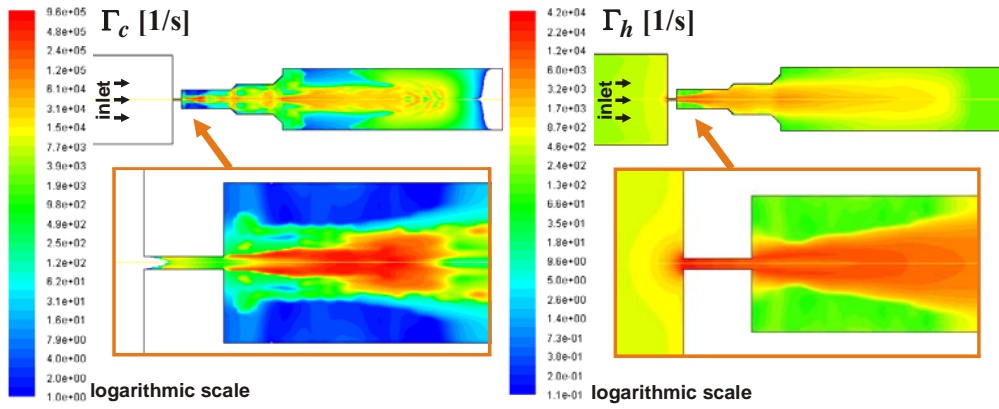 9.6e+05
4.8e+05
2.4e+05
1.2e+05
6.1e+04
3.1e+04
1.5e+04
7.7e+03
3.9e+03
1.9e+03
9.8e+02
4.9e+02
2.5e+02
1.2e+02
6.2e+01
3.1e+01
1.6e+01
7.9e+00
4.0e+00
2.0e+00
1.0e+00
Γc [1/s]
inlet
logarithmic scale
4.2e+04
2.2e+04
1.2e+04
6.1e+03
3.2e+03
1.7e+03
8.8e+02
4.6e+02
2.4e+02
1.3e+02
6.6e+01
3.5e+01
1.8e+01
9.6e+00
5.0e+00
2.6e+00
1.4e+00
7.3e-01
3.8e-01
2.0e-01
1.1e-01
Γh [1/s]
inlet
logarithmic scale